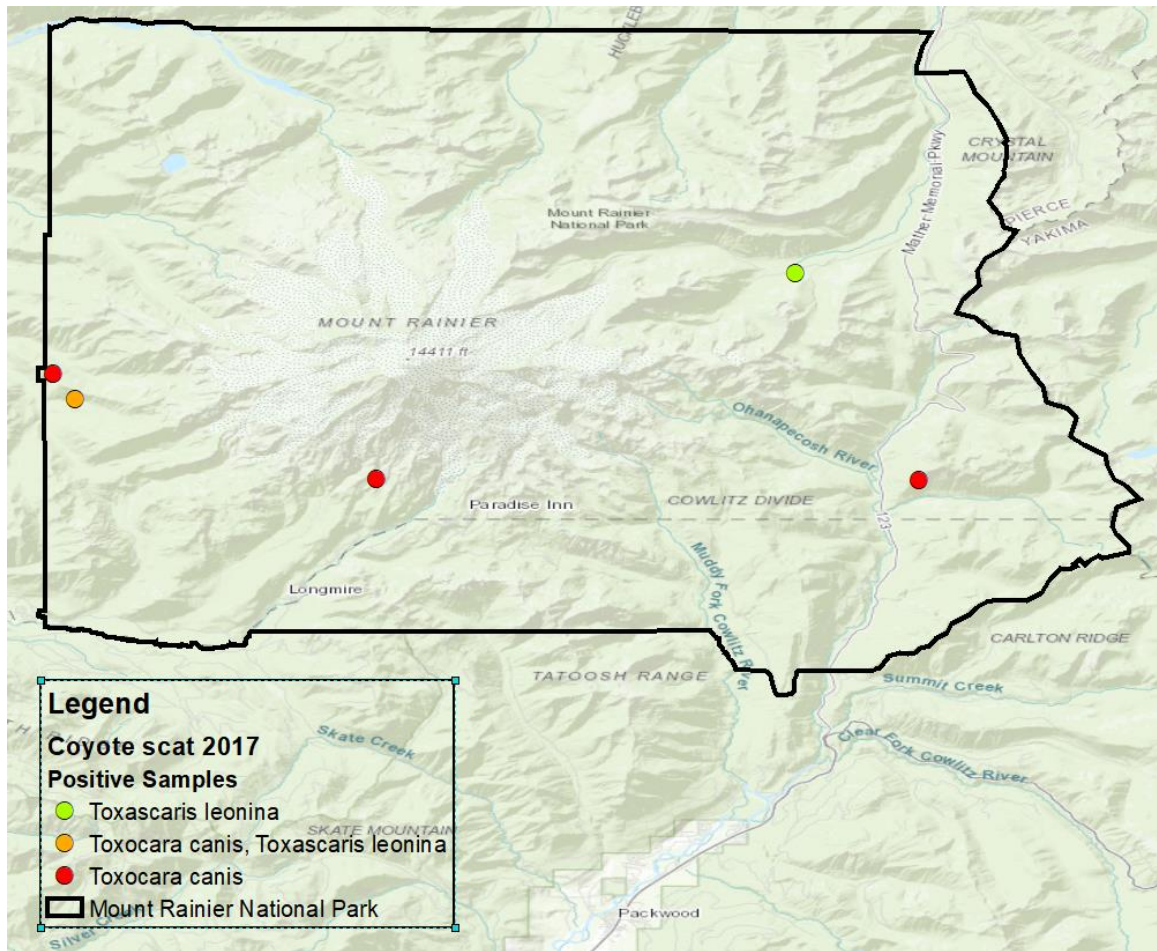 HUCKLEB
CRYSTAL
MOUNTAIN
Mather Memorial Pkwy
PIERCE
YAKIMA
Mount Rainier
National Park
MOUNT RAINIER
14411 ft
Ohanapecosh River
Paradise Inn
COWLITZ DIVIDE
123
Muddy Fork Cowlitz River
Longmire
CARLTON RIDGE
TATOOSH RANGE
Summit Creek
Clear Fork Cowlitz River
Legend
Coyote scat 2017
Positive Samples
Toxascaris leonina
Toxocara canis, Toxascaris leonina
Toxocara canis
Mount Rainier National Park
Skate Creek
SKATE MOUNTAIN
Packwood
Silver Creek